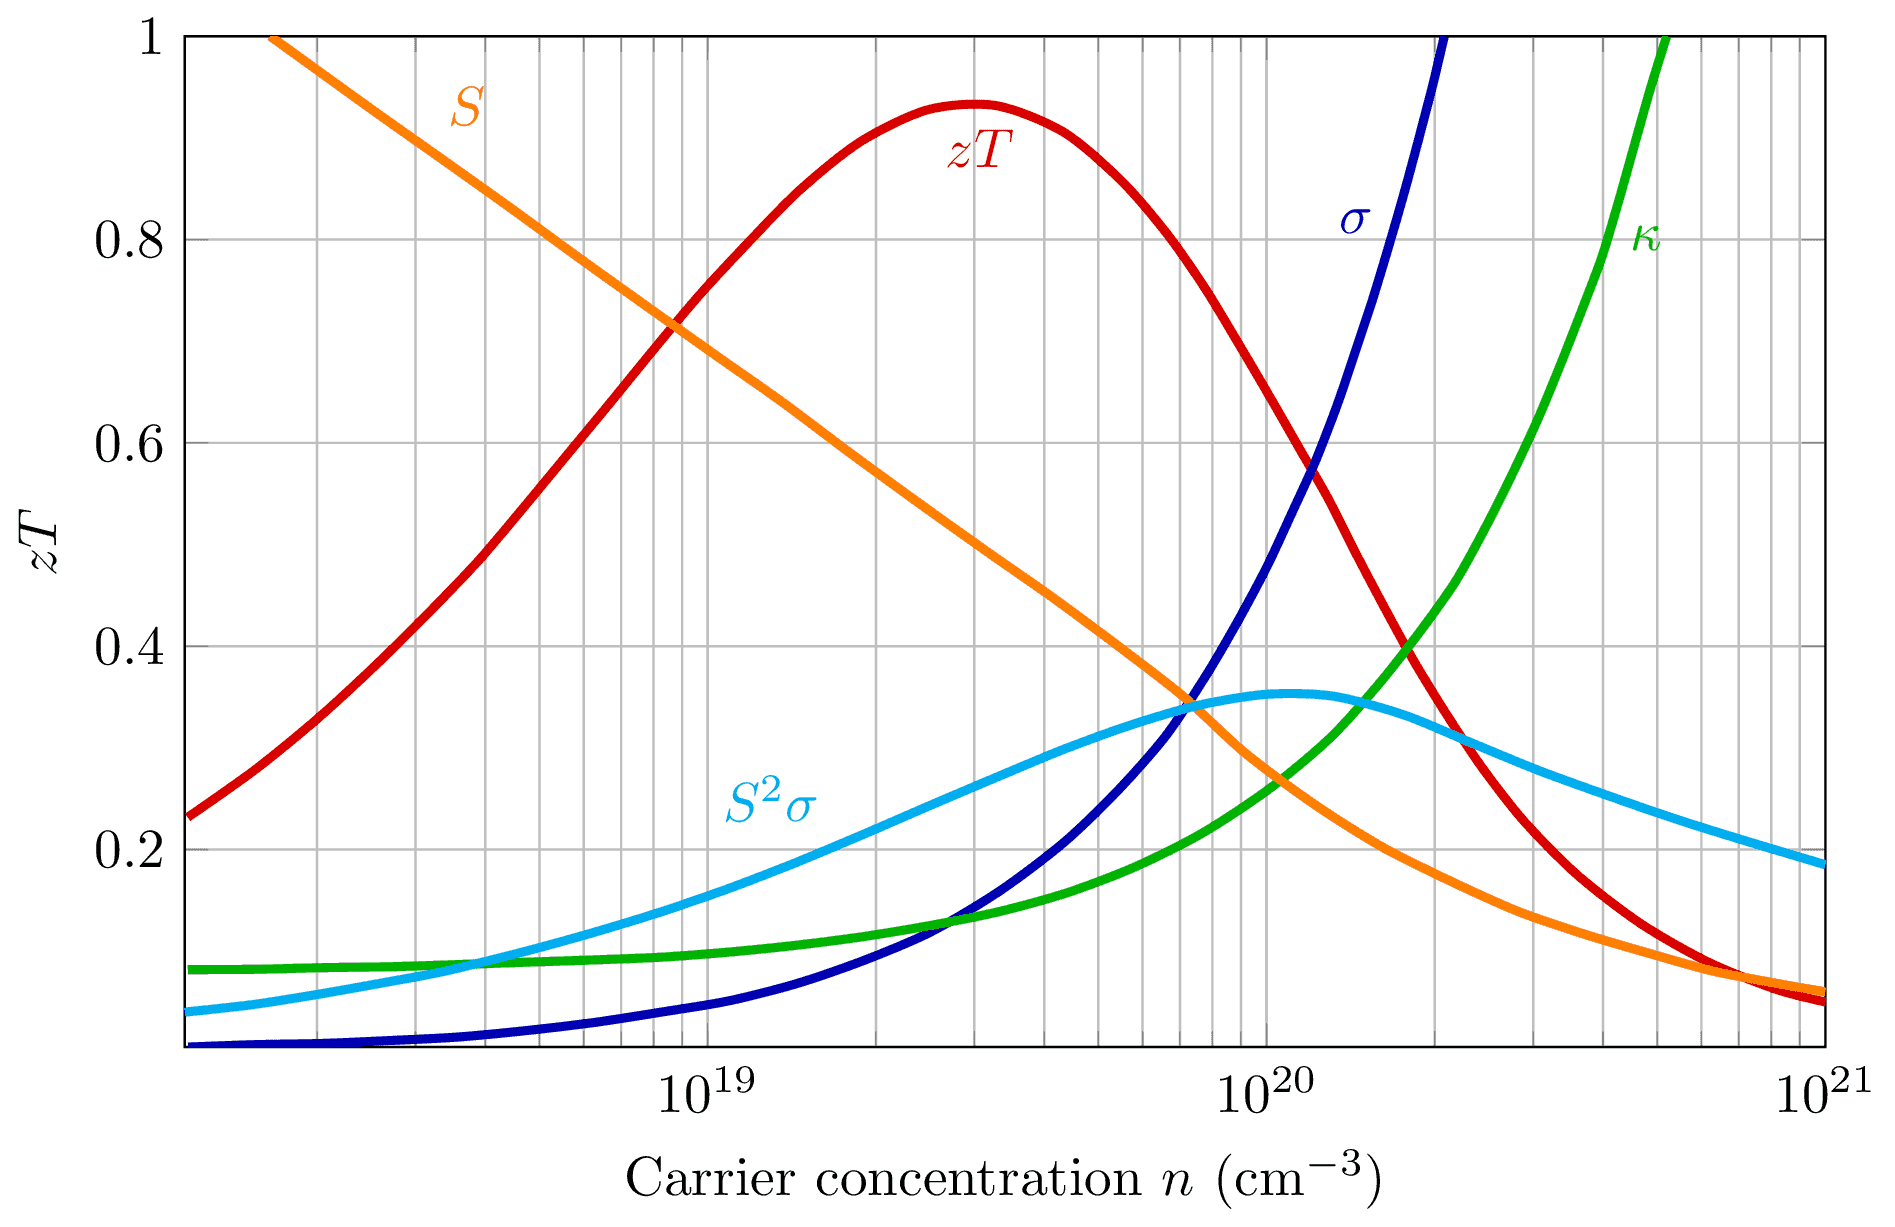 1
S
zT
σ
0.8
κ
0.6
zT
0.4
S²σ
0.2
10¹⁹ 10²⁰ 10²¹
Carrier concentration n (cm⁻³)